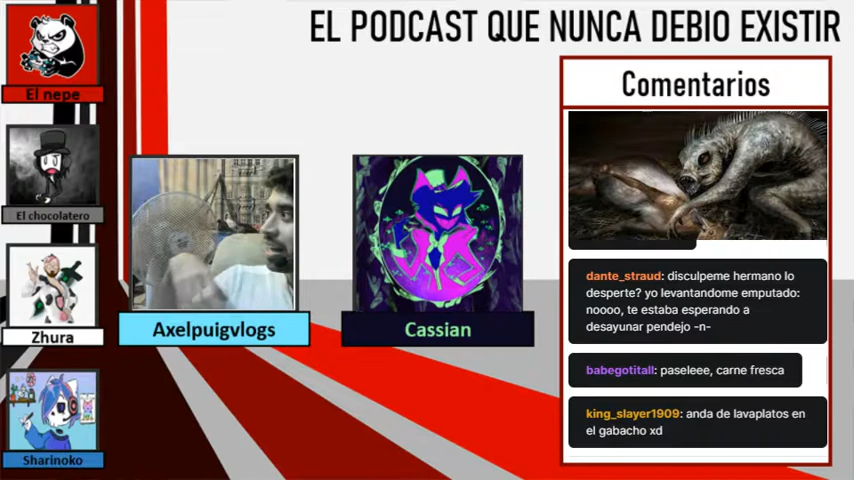 EL PODCAST QUE NUNCA DEBIO EXISTIR
El nepe
El chocolatero
Zhura
Sharinoko
Axelpuigvlogs
Cassian
Comentarios
dante_straud: disculpeme hermano lo
desperte? yo levantandome emputado:
noooo, te estaba esperando a
desayunar pendejo -n-
babegotitall: paseleee, carne fresca
king_slayer1909: anda de lavaplatos en
el gabacho xd